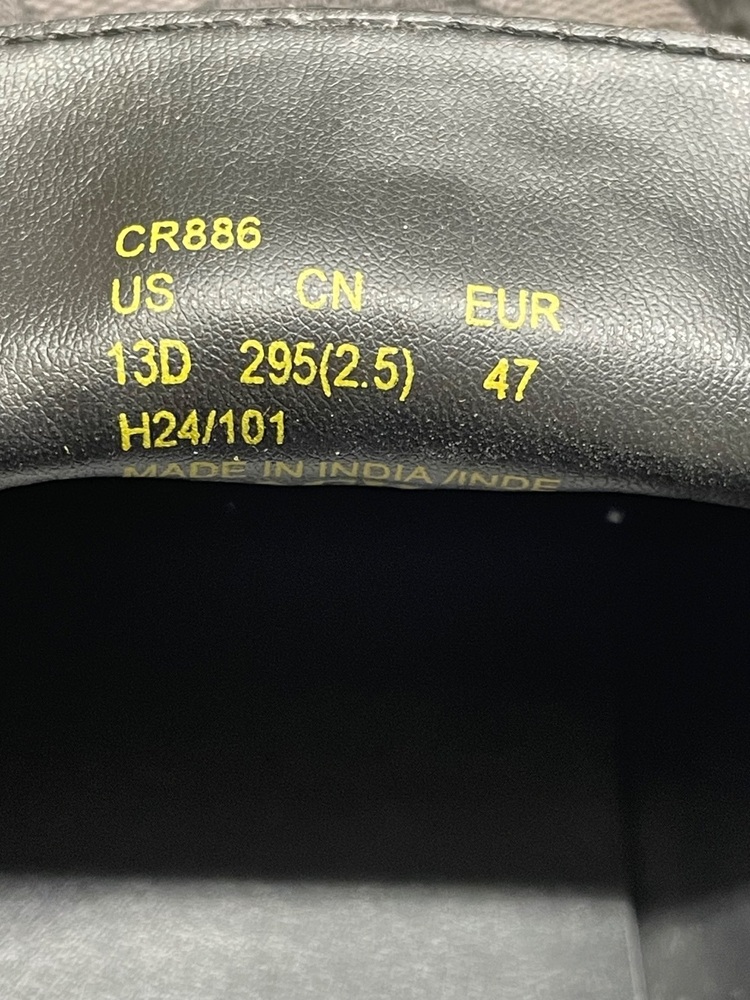 CR886
US CN EUR
13D 295(2.5) 47
H24/101
MADE IN INDIA /INDE